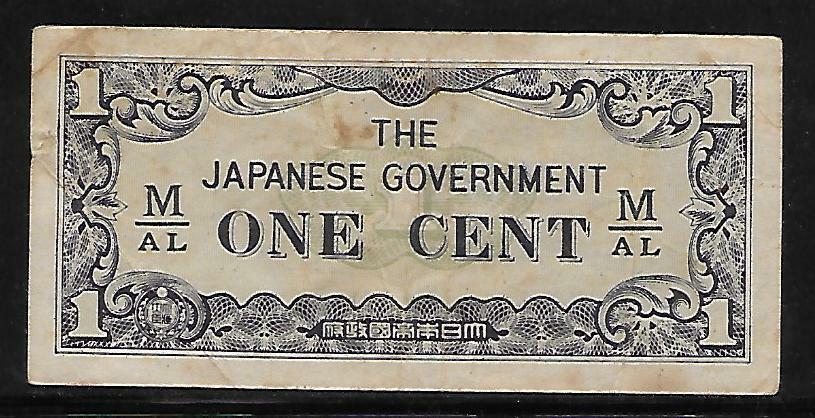 1 1
THE
JAPANESE GOVERNMENT
M/AL ONE CENT M/AL
1 1
大日本帝國政府